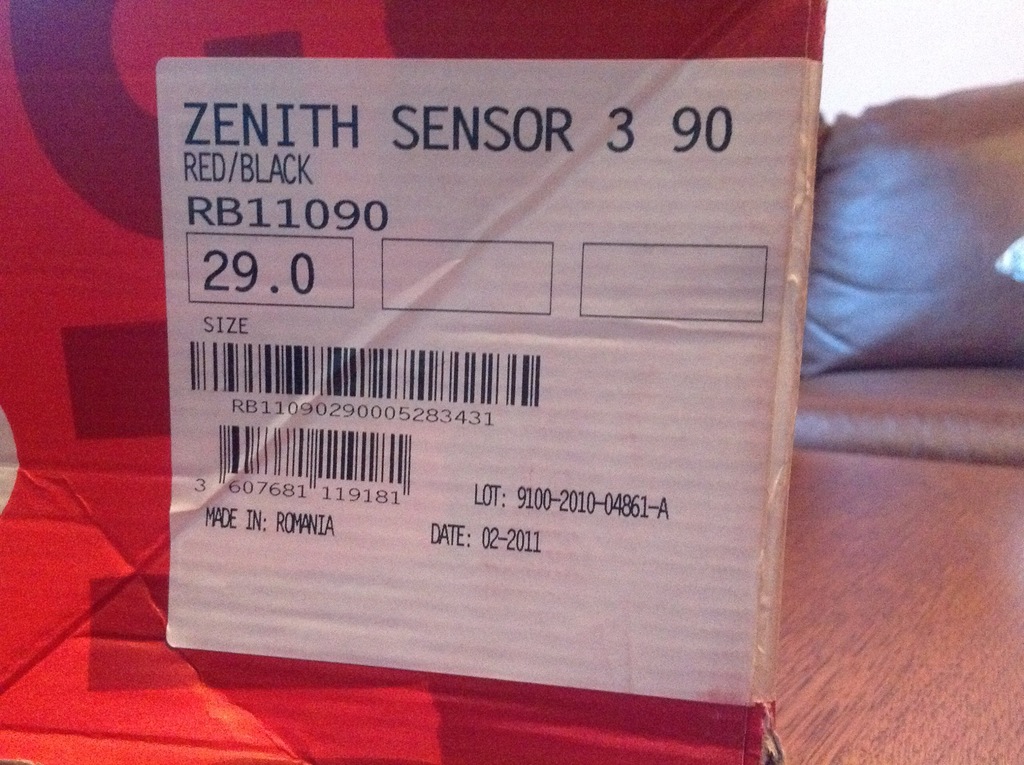 ZENITH SENSOR 3 90
RED/BLACK
RB11090
29.0
SIZE
RB11090290005283431
3 607681 119181
LOT: 9100-2010-04861-A
MADE IN: ROMANIA
DATE: 02-2011